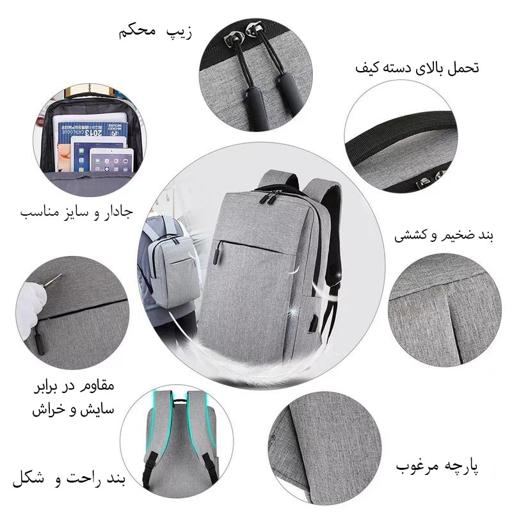 زیپ محکم
تحمل بالای دسته کیف
جادار و سایز مناسب
بند ضخیم و کششی
مقاوم در برابر
سایش و خراش
پارچه مرغوب
بند راحت و شکل